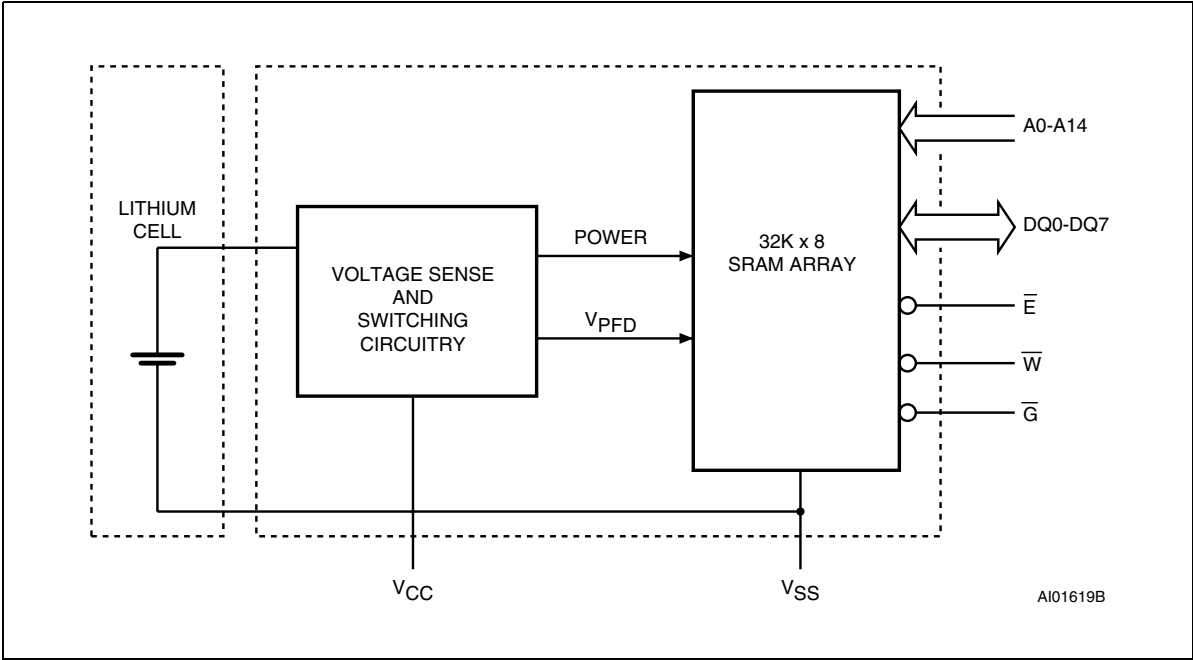 LITHIUM
CELL
VOLTAGE SENSE
AND
SWITCHING
CIRCUITRY
POWER
VPFD
32K x 8
SRAM ARRAY
A0-A14
DQ0-DQ7
E̅
W̅
G̅
VCC
VSS
AI01619B